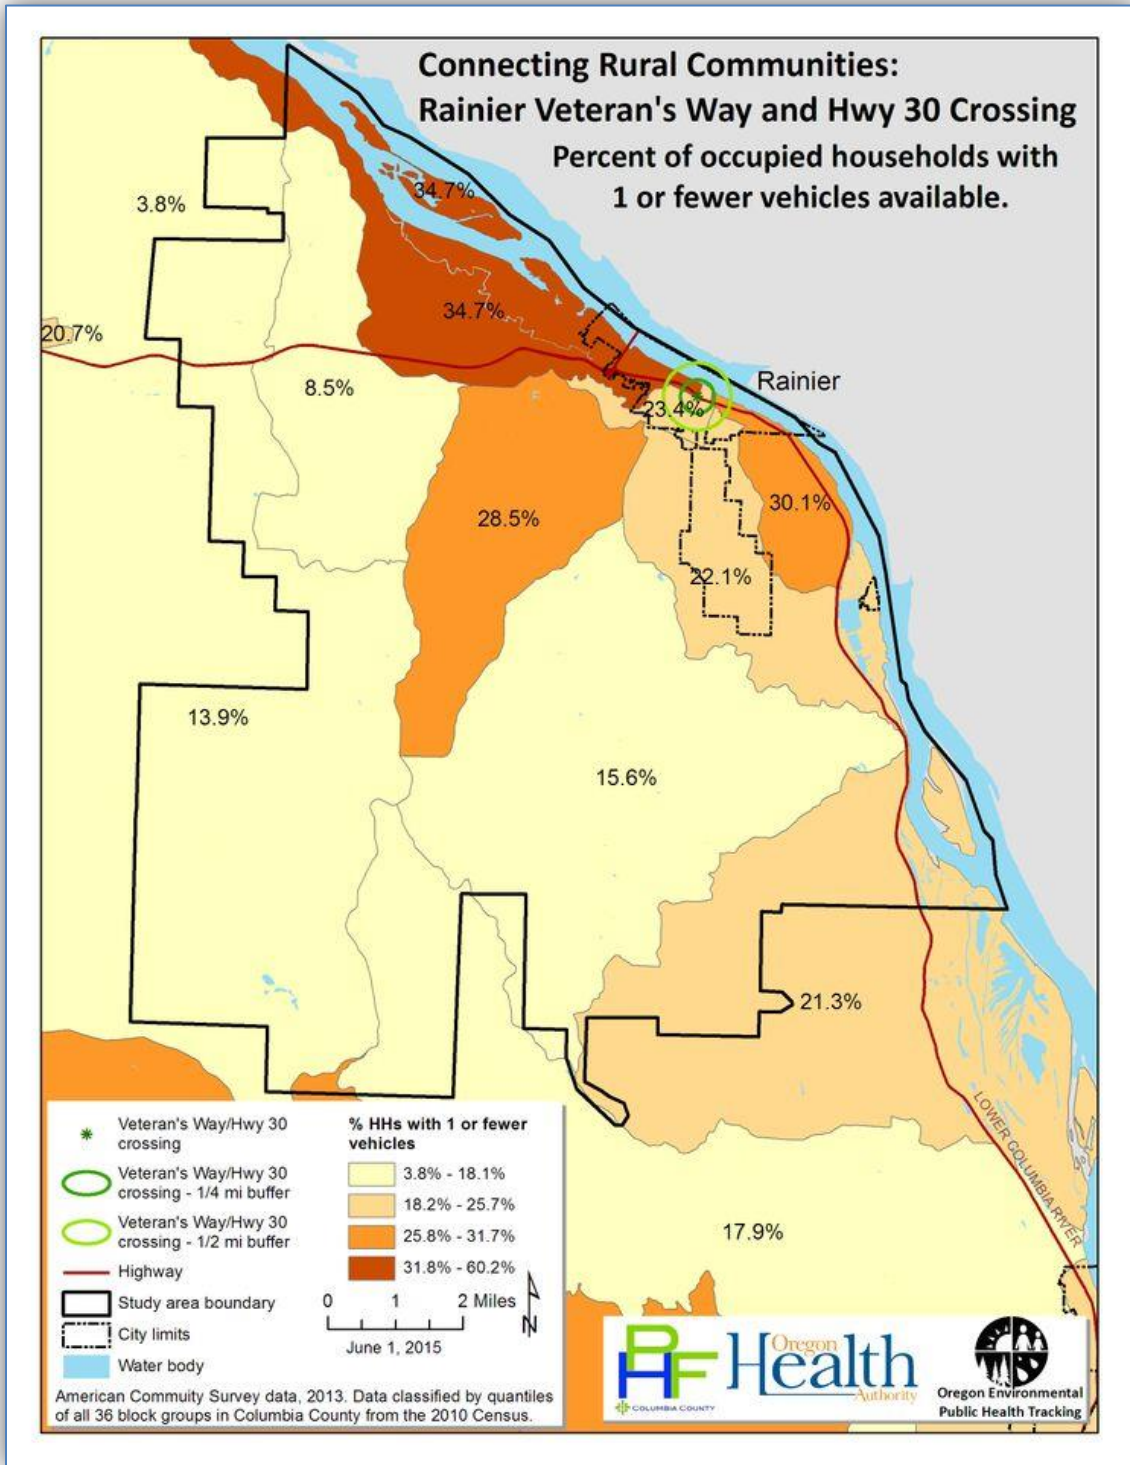 Connecting Rural Communities:
Rainier Veteran's Way and Hwy 30 Crossing
Percent of occupied households with
1 or fewer vehicles available.
34.7%
3.8%
34.7%
20.7%
8.5%
Rainier
23.4%
28.5%
30.1%
22.1%
13.9%
15.6%
21.3%
LOWER COLUMBIA RIVER
17.9%
Veteran's Way/Hwy 30
crossing
Veteran's Way/Hwy 30
crossing - 1/4 mi buffer
Veteran's Way/Hwy 30
crossing - 1/2 mi buffer
Highway
Study area boundary
City limits
Water body
% HHs with 1 or fewer
vehicles
3.8% - 18.1%
18.2% - 25.7%
25.8% - 31.7%
31.8% - 60.2%
0 1 2 Miles
N
June 1, 2015
American Commuity Survey data, 2013. Data classified by quantiles
of all 36 block groups in Columbia County from the 2010 Census.
PHF
COLUMBIA COUNTY
Oregon
Health
Authority
Oregon Environmental
Public Health Tracking